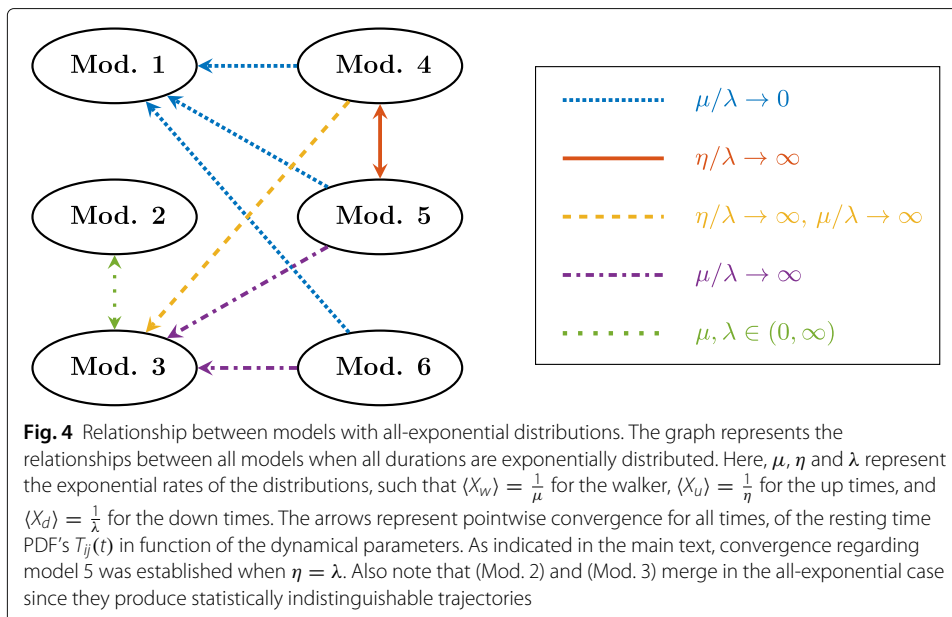 Mod. 1
Mod. 4
Mod. 2
Mod. 5
Mod. 3
Mod. 6
μ/λ → 0
η/λ → ∞
η/λ → ∞, μ/λ → ∞
μ/λ → ∞
μ, λ ∈ (0, ∞)
Fig. 4 Relationship between models with all-exponential distributions. The graph represents the
relationships between all models when all durations are exponentially distributed. Here, μ, η and λ represent
the exponential rates of the distributions, such that ⟨X_w⟩ = 1/μ for the walker, ⟨X_u⟩ = 1/η for the up times, and
⟨X_d⟩ = 1/λ for the down times. The arrows represent pointwise convergence for all times, of the resting time
PDF's T_ij(t) in function of the dynamical parameters. As indicated in the main text, convergence regarding
model 5 was established when η = λ. Also note that (Mod. 2) and (Mod. 3) merge in the all-exponential case
since they produce statistically indistinguishable trajectories